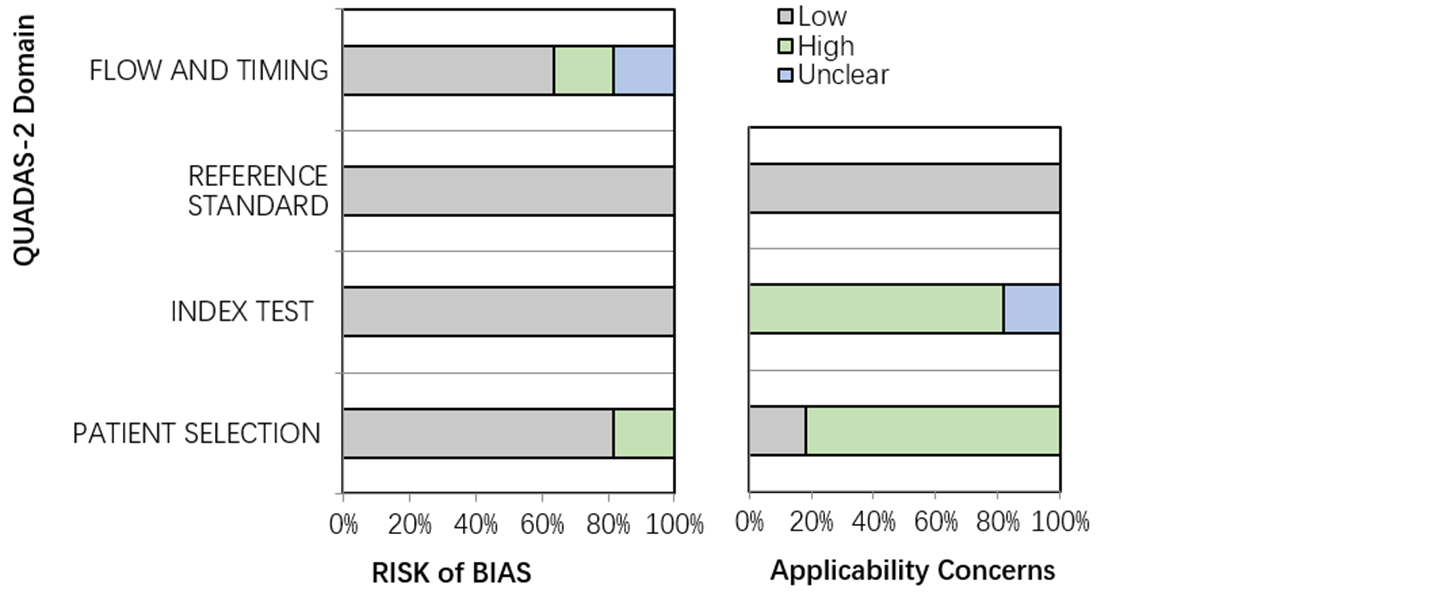 QUADAS-2 Domain
FLOW AND TIMING
REFERENCE
STANDARD
INDEX TEST
PATIENT SELECTION
0% 20% 40% 60% 80% 100%
RISK of BIAS
Low
High
Unclear
0% 20% 40% 60% 80% 100%
Applicability Concerns